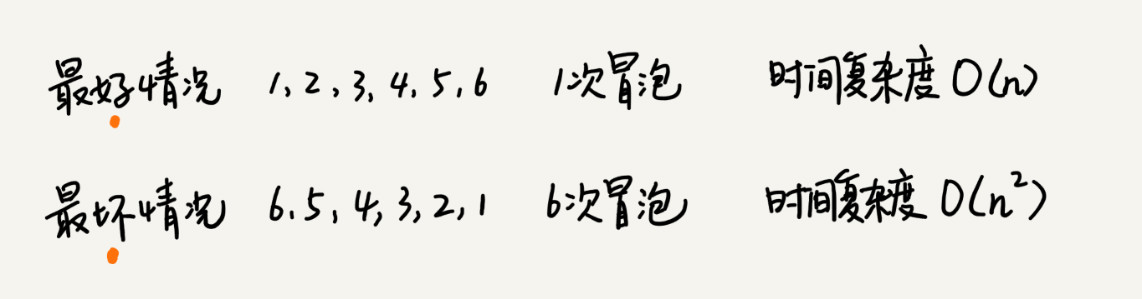 最好情况 1,2,3,4,5,6 1次冒泡 时间复杂度 O(n)
最坏情况 6.5,4,3,2,1 6次冒泡 时间复杂度 O(n²)